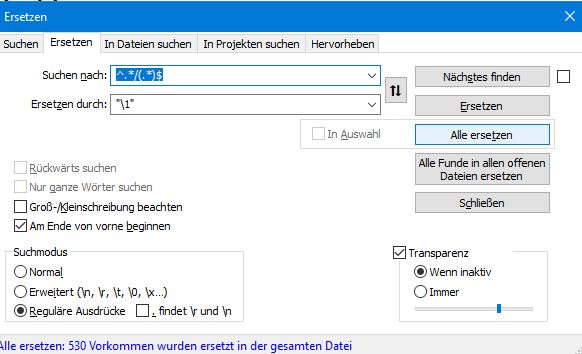 Ersetzen
Suchen Ersetzen In Dateien suchen In Projekten suchen Hervorheben
Suchen nach: ^.*/(.*)$ Nächstes finden
Ersetzen durch: "\1" Ersetzen
In Auswahl Alle ersetzen
Alle Funde in allen offenen
Dateien ersetzen
Rückwärts suchen
Nur ganze Wörter suchen
Groß-/Kleinschreibung beachten Schließen
Am Ende von vorne beginnen
Suchmodus Transparenz
Normal Wenn inaktiv
Erweitert (\n, \r, \t, \0, \x...) Immer
Reguläre Ausdrücke . findet \r und \n
Alle ersetzen: 530 Vorkommen wurden ersetzt in der gesamten Datei